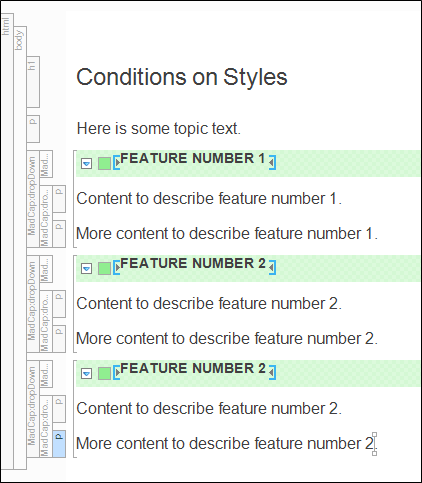 html
body
h1
Conditions on Styles
p
Here is some topic text.
MadCap:dropDown
Mad...
FEATURE NUMBER 1
MadCap:dro...
p
Content to describe feature number 1.
p
More content to describe feature number 1.
MadCap:dropDown
Mad...
FEATURE NUMBER 2
MadCap:dro...
p
Content to describe feature number 2.
p
More content to describe feature number 2.
MadCap:dropDown
Mad...
FEATURE NUMBER 2
MadCap:dro...
p
Content to describe feature number 2.
p
More content to describe feature number 2.